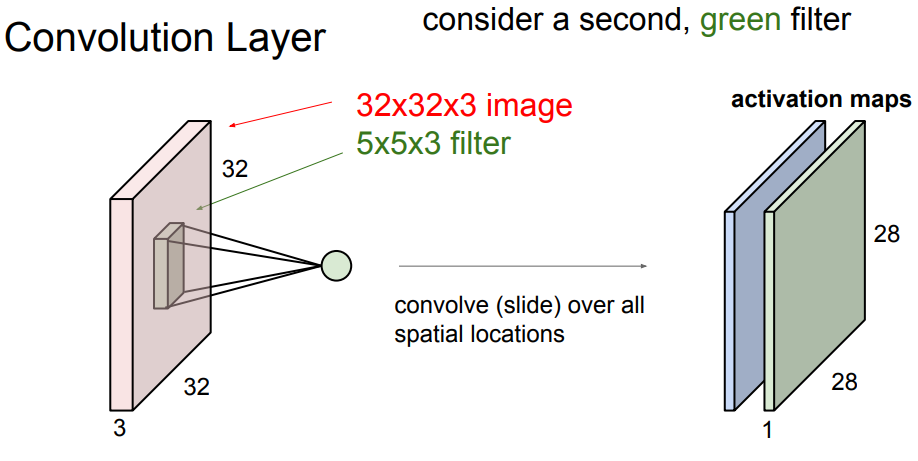 Convolution Layer
consider a second, green filter
32x32x3 image
5x5x3 filter
32
32
3
convolve (slide) over all
spatial locations
activation maps
28
28
1